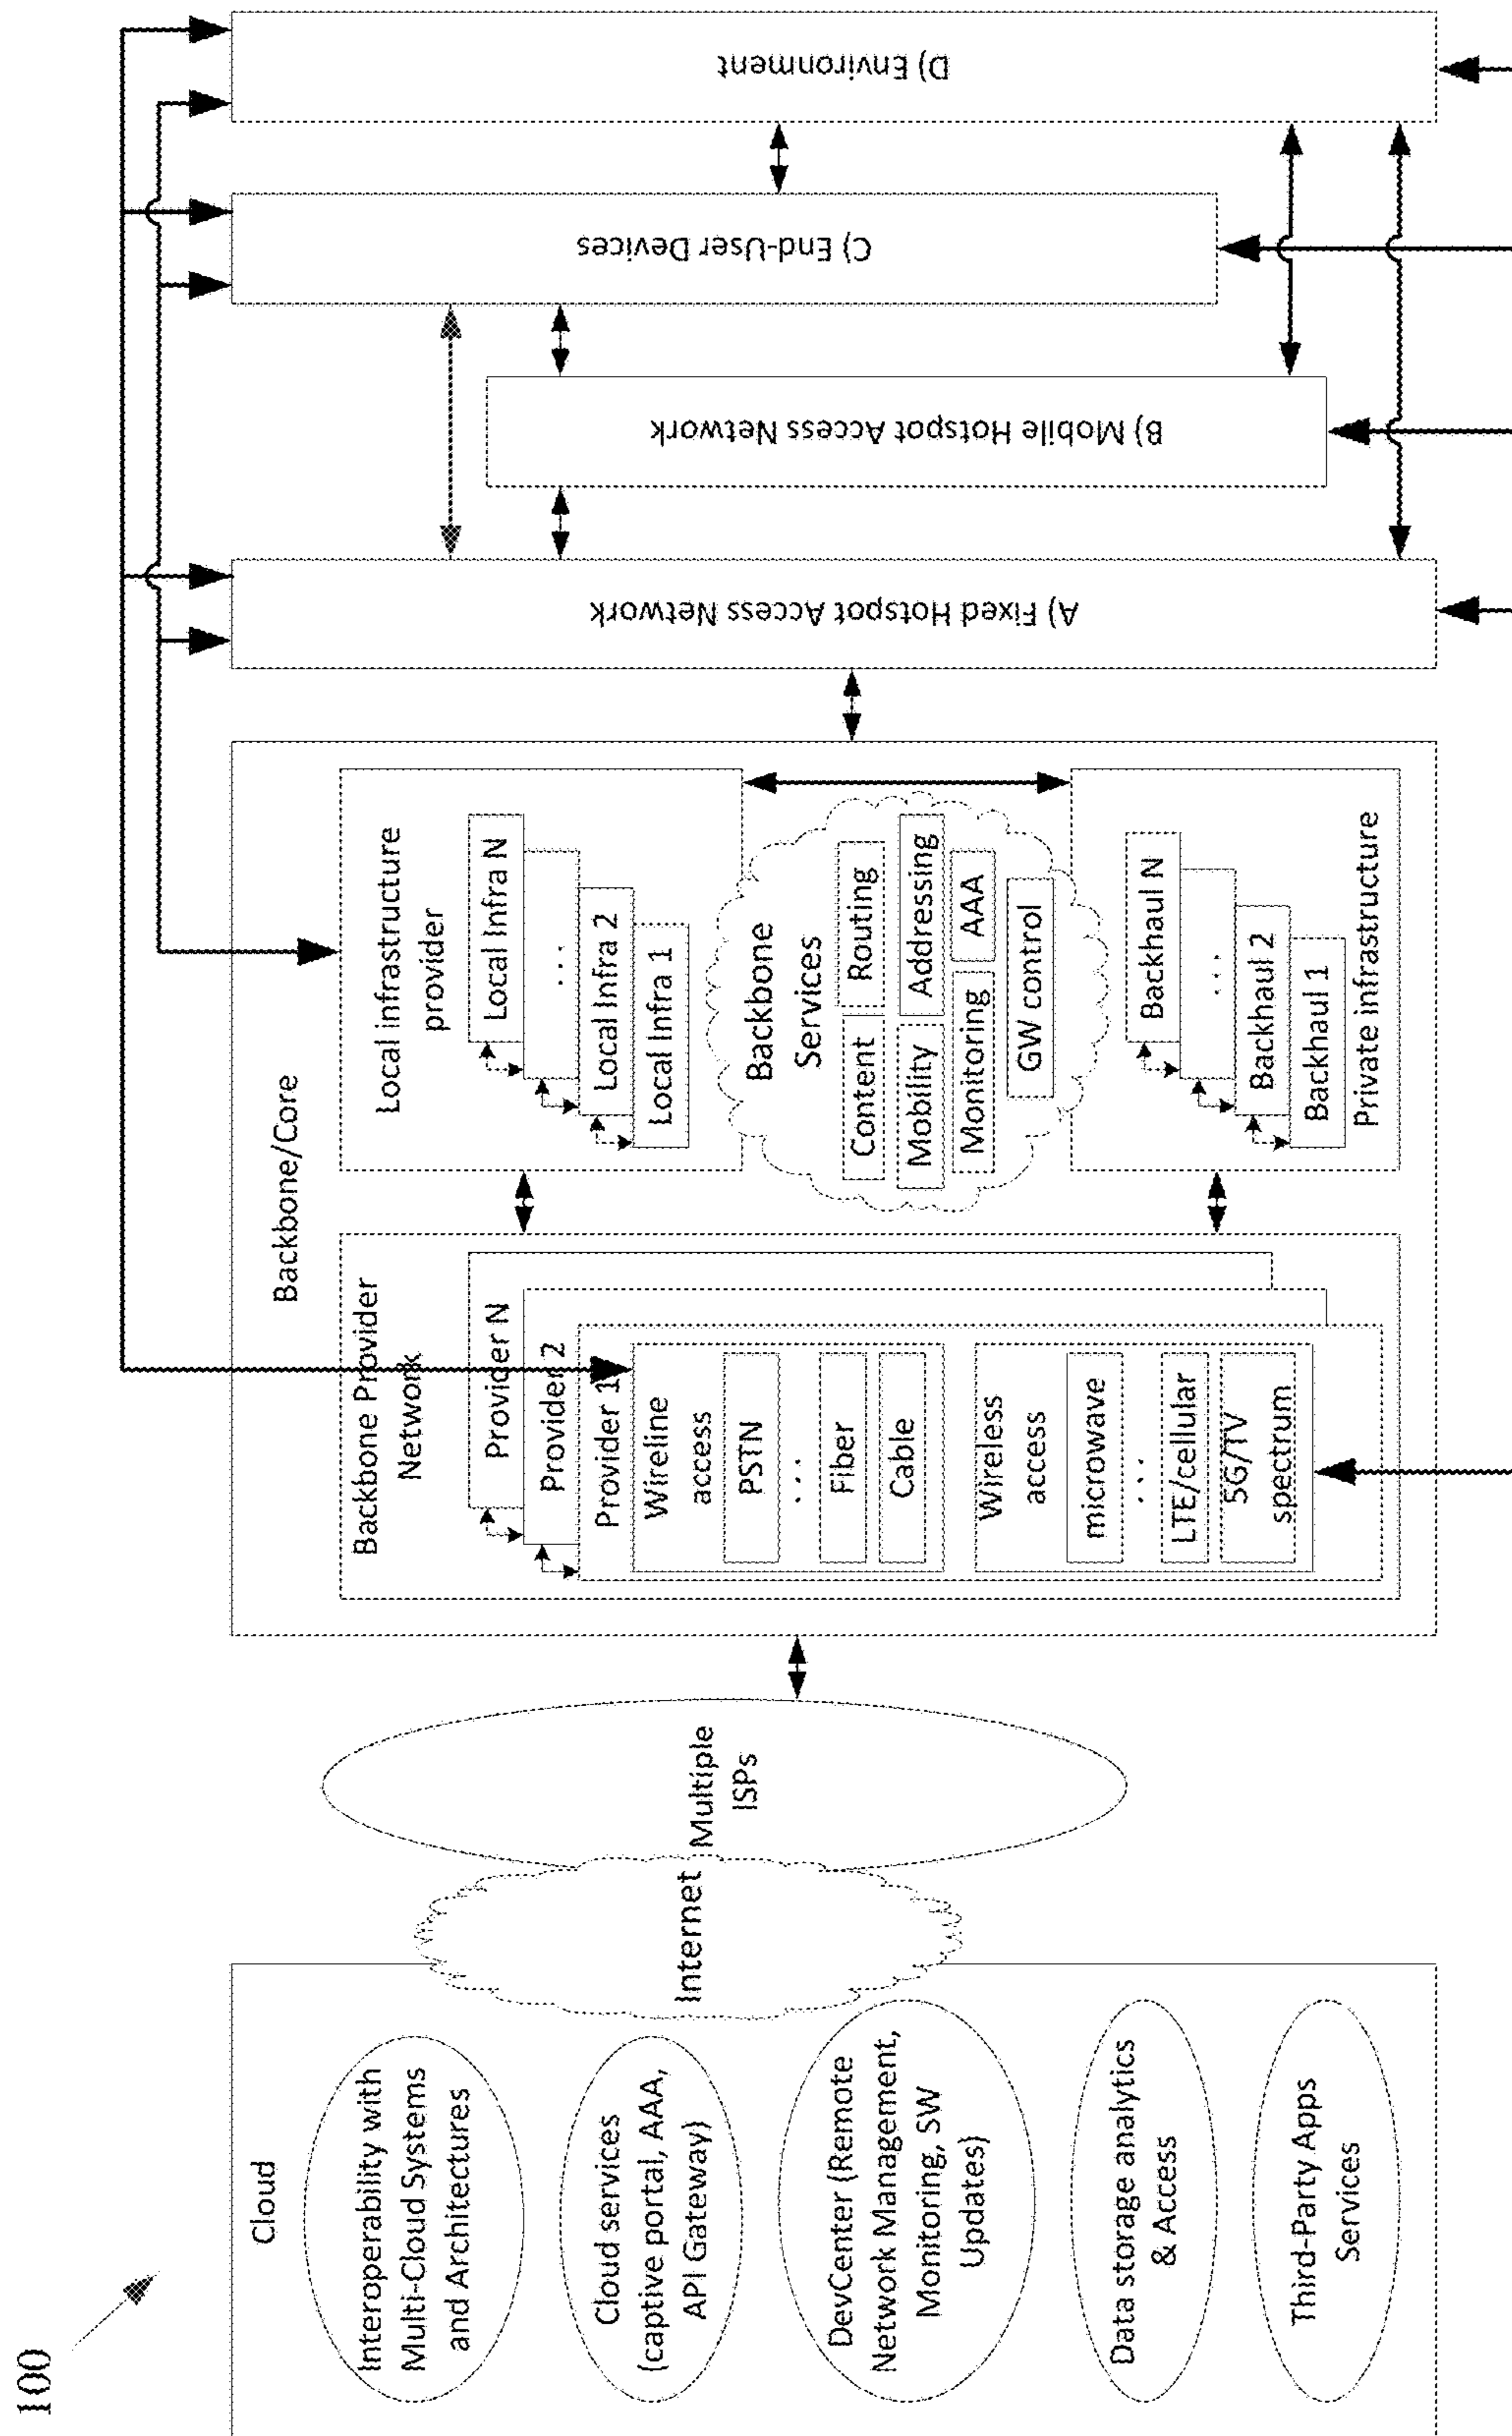 100
Cloud
Interoperability with
Multi-Cloud Systems
and Architectures
Cloud services
(captive portal, AAA,
API Gateway)
DevCenter (Remote
Network Management,
Monitoring, SW
Updates)
Data storage analytics
& Access
Third-Party Apps
Services
Internet
Multiple
ISPs
Backbone/Core
Backbone Provider
Network
Provider N
Provider 2
Provider 1
Wireline
access
PSTN
...
Fiber
Cable
Wireless
access
microwave
...
LTE/cellular
5G/TV
spectrum
Local infrastructure
provider
Local Infra N
...
Local Infra 2
Local Infra 1
Backbone
Services
Content
Routing
Mobility
Addressing
Monitoring
AAA
GW control
Backhaul N
...
Backhaul 2
Backhaul 1
Private infrastructure
A) Fixed Hotspot Access Network
B) Mobile Hotspot Access Network
C) End-User Devices
D) Environment